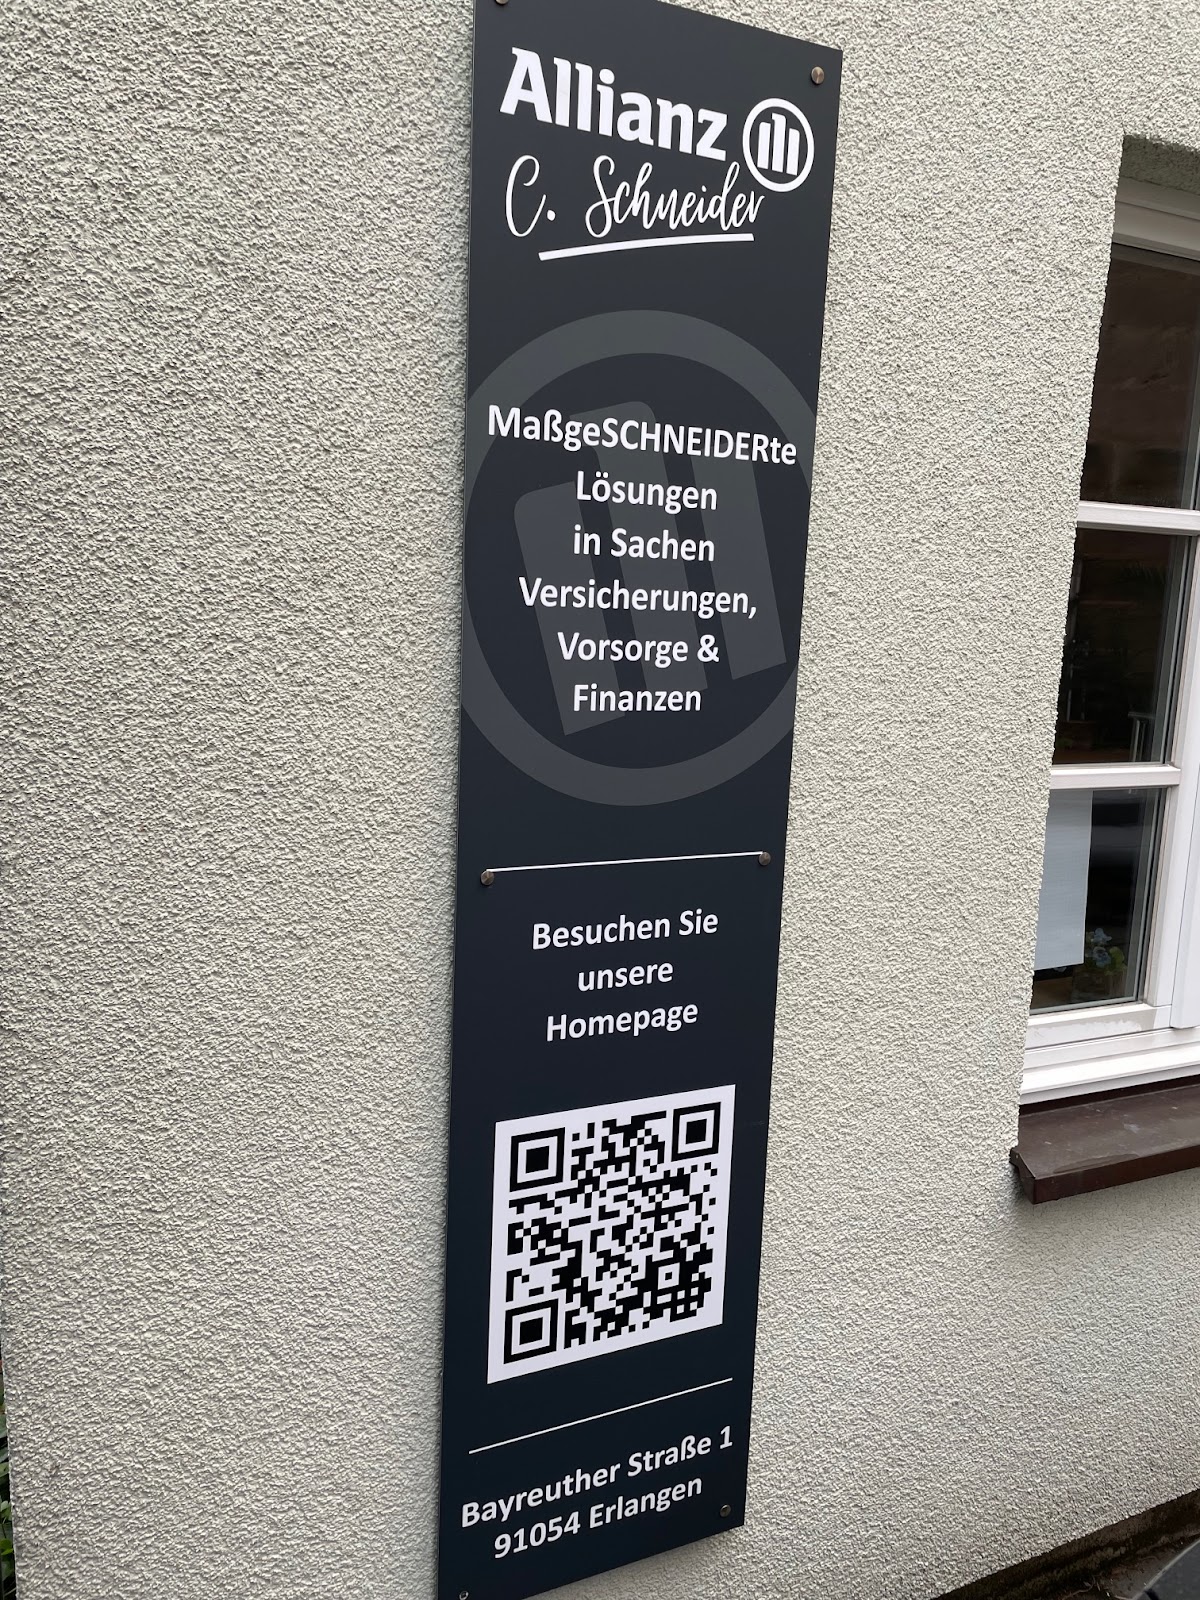 Allianz
C. Schneider
MaßgeSCHNEIDERte
Lösungen
in Sachen
Versicherungen,
Vorsorge &
Finanzen
Besuchen Sie
unsere
Homepage
Bayreuther Straße 1
91054 Erlangen